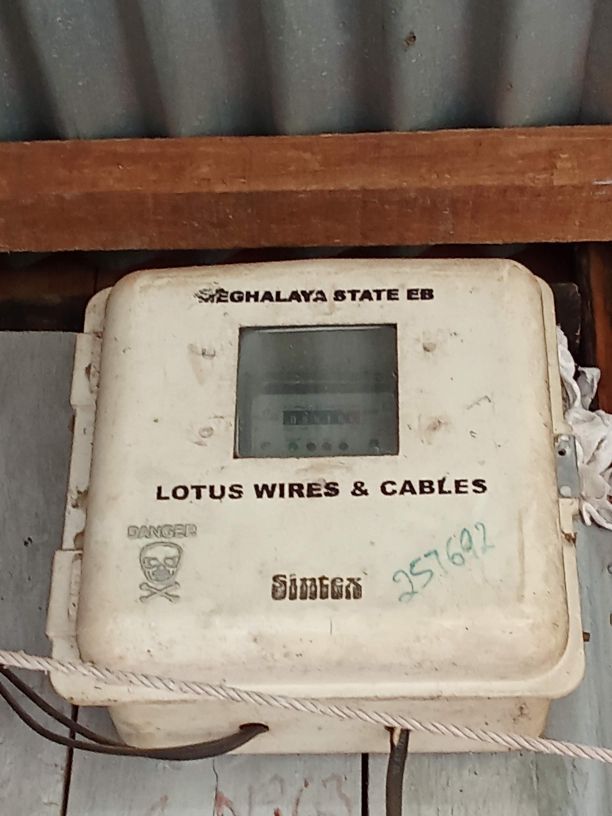 MEGHALAYA STATE EB
LOTUS WIRES & CABLES
DANGER
Sintex
257692